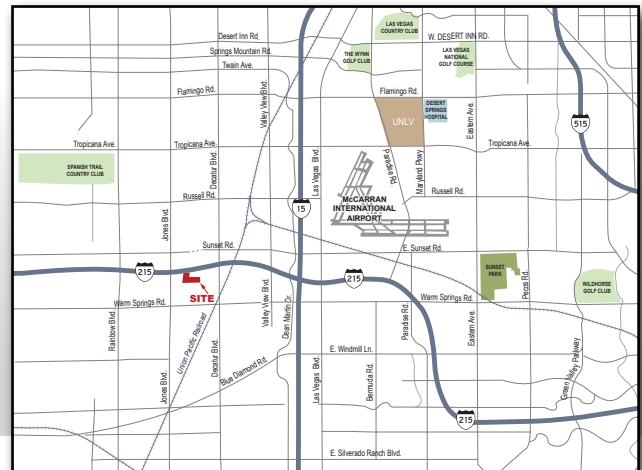 LAS VEGAS
COUNTRY CLUB
Desert Inn Rd.
W. DESERT INN RD.
Springs Mountain Rd.
THE WYNN
GOLF CLUB
LAS VEGAS
NATIONAL
GOLF COURSE
Twain Ave.
Flamingo Rd.
Flamingo Rd.
Valley View Blvd.
DESERT
SPRINGS
HOSPITAL
Eastern Ave.
UNLV
515
Tropicana Ave.
Tropicana Ave.
Tropicana Ave.
Decatur Blvd.
Las Vegas Blvd.
Paradise Rd.
Maryland Pkwy
SPANISH TRAIL
COUNTRY CLUB
Russell Rd.
Russell Rd.
McCARRAN
INTERNATIONAL
AIRPORT
15
Jones Blvd.
Sunset Rd.
E. Sunset Rd.
215
215
SUNSET
PARK
Pecos Rd.
WILDHORSE
GOLF CLUB
SITE
Warm Springs Rd.
Warm Springs Rd.
Rainbow Blvd.
Union Pacific Railroad
Valley View Blvd.
Dean Martin Dr.
Paradise Rd.
Eastern Ave.
Decatur Blvd.
E. Windmill Ln.
Blue Diamond Rd.
Jones Blvd.
Las Vegas Blvd.
Bermuda Rd.
Green Valley Parkway
215
E. Silverado Ranch Blvd.